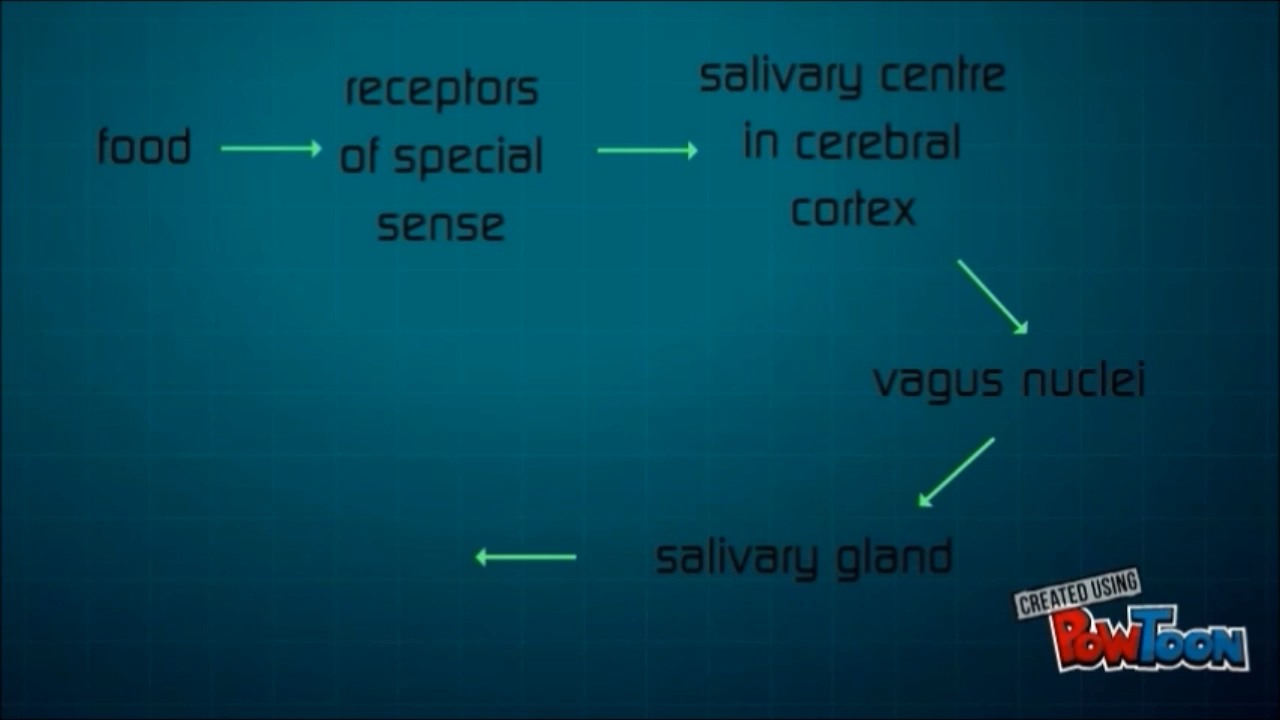 food
receptors
of special
sense
salivary centre
in cerebral
cortex
vagus nuclei
salivary gland
CREATED USING
POWTOON